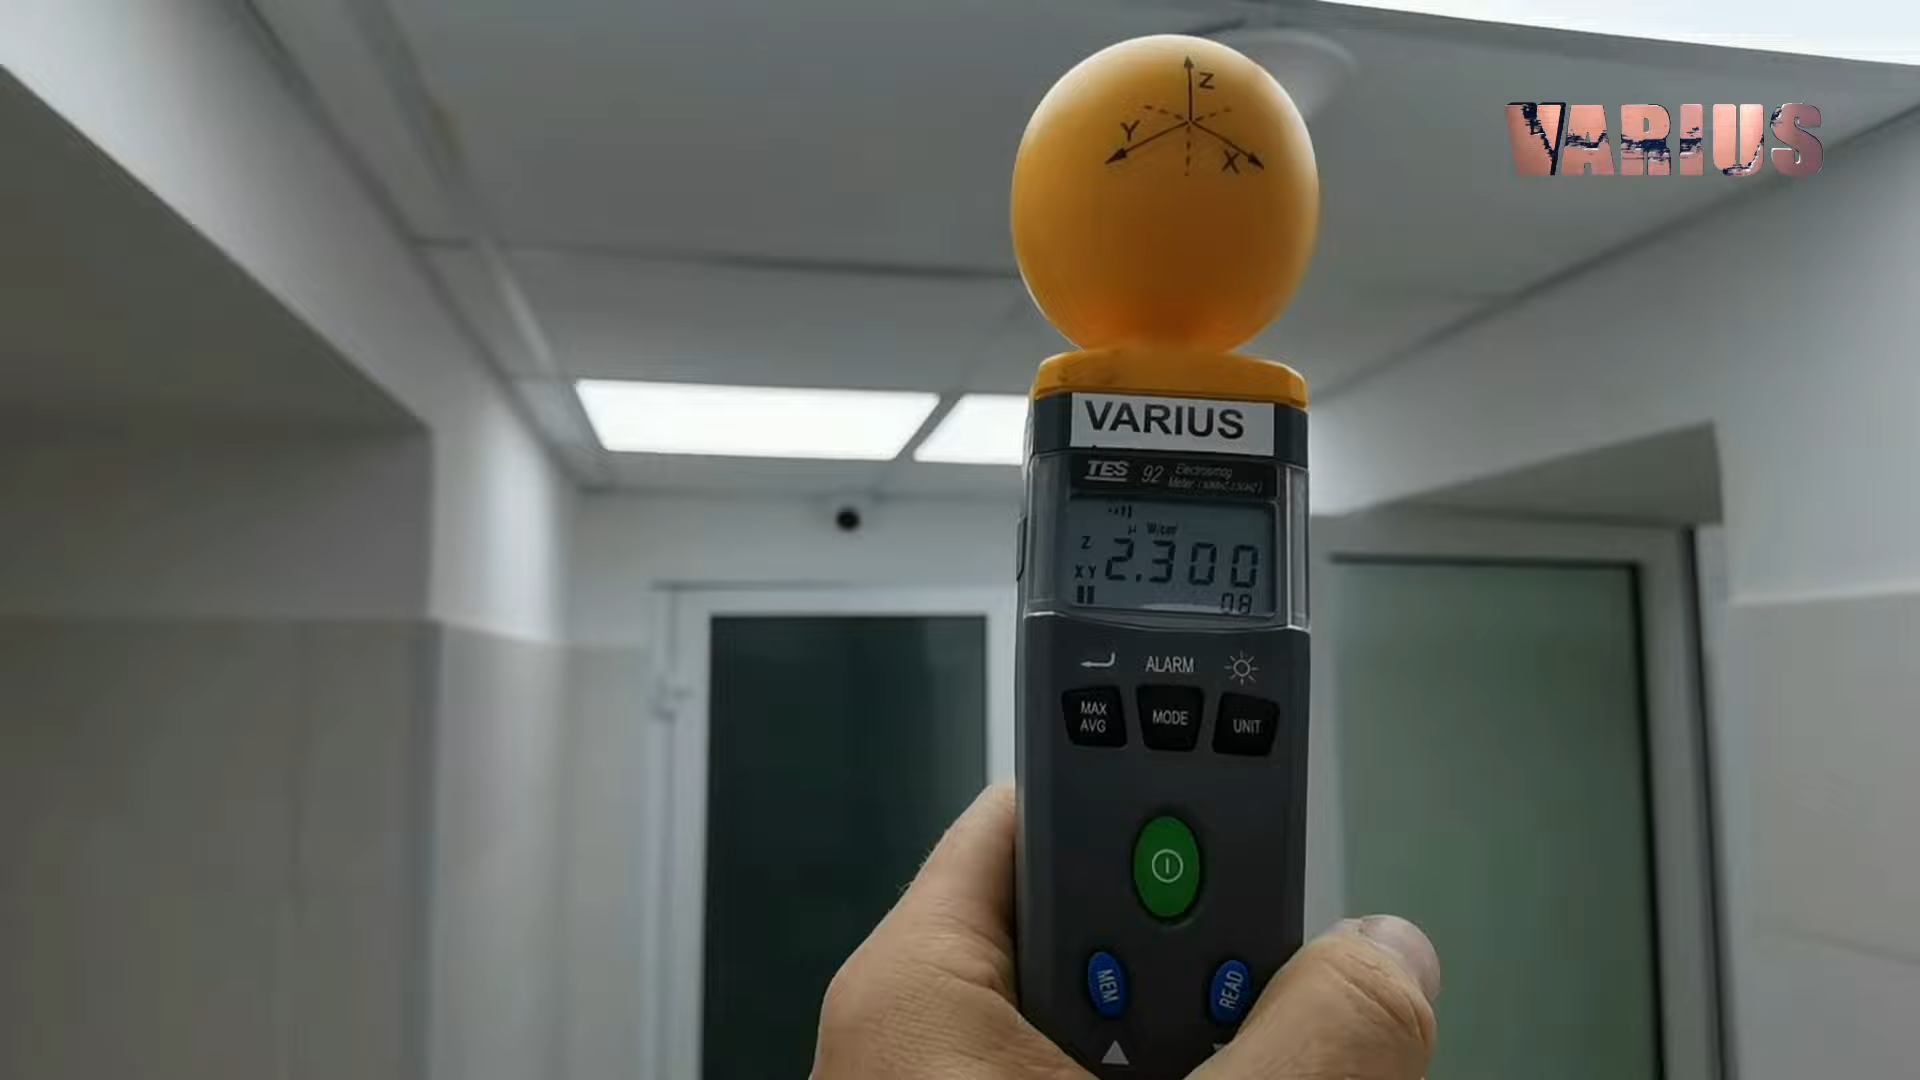 VARIUS
Z
Y
X
VARIUS
TES 92 Electrosmog
Meter
μ W/cm²
Z
2.300
XY
08
ALARM
MAX
AVG
MODE
UNIT
MEM
READ